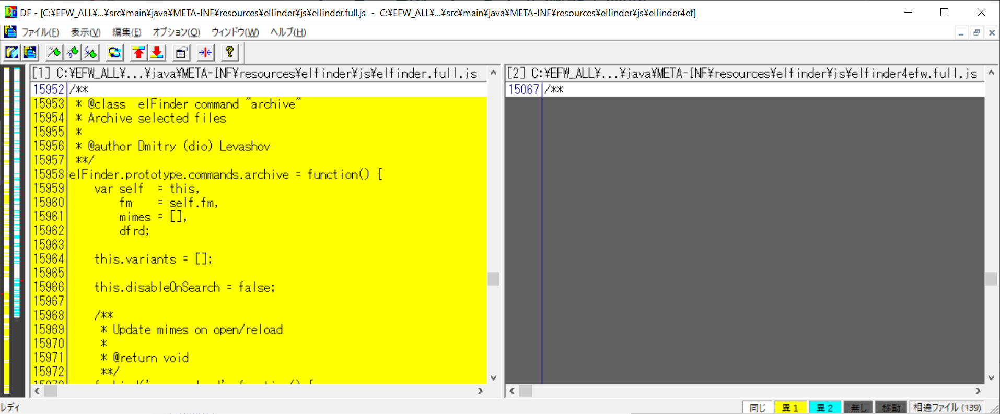 DF - [C:¥EFW_ALL¥...¥src¥main¥java¥META-INF¥resources¥elfinder¥js¥elfinder.full.js - C:¥EFW_ALL¥...¥src¥main¥java¥META-INF¥resources¥elfinder¥js¥elfinder4ef]
ファイル(F) 表示(V) 編集(E) オプション(O) ウィンドウ(W) ヘルプ(H)
[1] C:¥EFW_ALL¥...¥java¥META-INF¥resources¥elfinder¥js¥elfinder.full.js
15952 /**
15953 * @class  elFinder command "archive"
15954 * Archive selected files
15955 *
15956 * @author Dmitry (dio) Levashov
15957 **/
15958 elFinder.prototype.commands.archive = function() {
15959 var self  = this,
15960 fm    = self.fm,
15961 mimes = [],
15962 dfrd;
15963
15964 this.variants = [];
15965
15966 this.disableOnSearch = false;
15967
15968 /**
15969 * Update mimes on open/reload
15970 *
15971 * @return void
15972 **/
[2] C:¥EFW_ALL¥...¥java¥META-INF¥resources¥elfinder¥js¥elfinder4efw.full.js
15067 /**
レディ
同じ 異1 異2 無し 移動 相違ファイル (139)